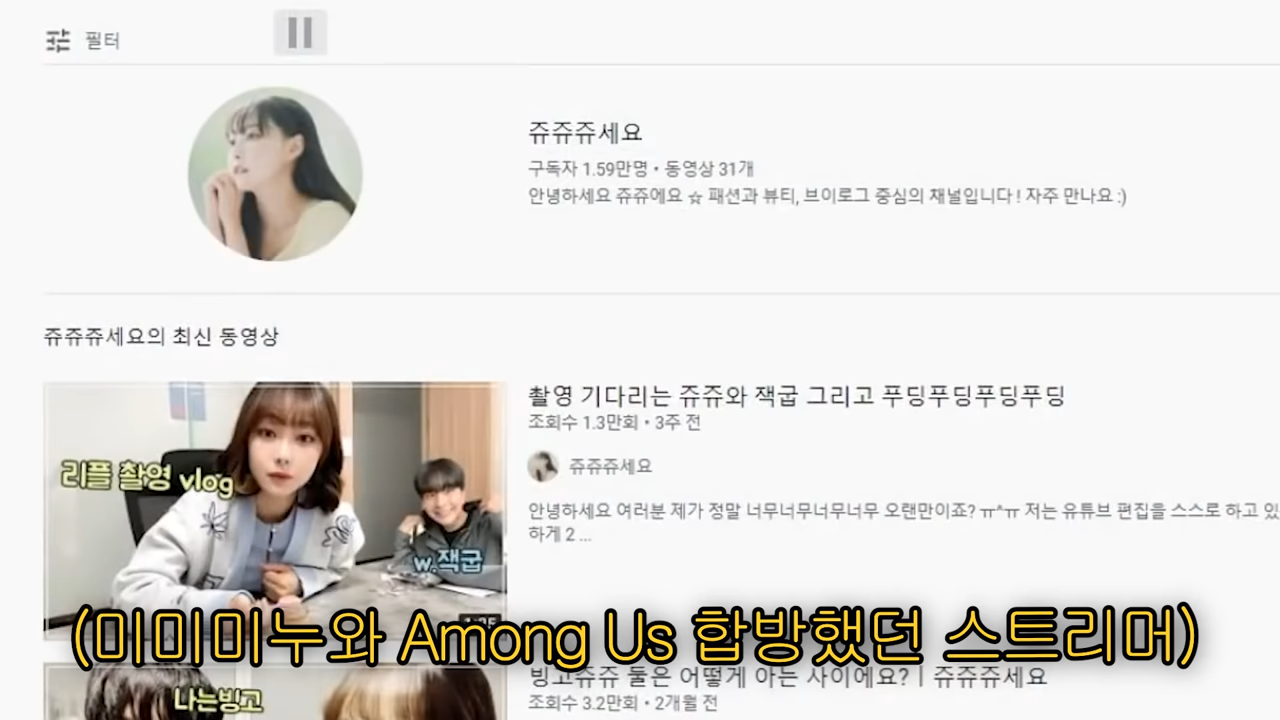 필터
쥬쥬쥬세요
구독자 1.59만명 • 동영상 31개
안녕하세요 쥬쥬에요 ☆ 패션과 뷰티, 브이로그 중심의 채널입니다 ! 자주 만나요 :)
쥬쥬쥬세요의 최신 동영상
리플 촬영 vlog
w.잭굽
촬영 기다리는 쥬쥬와 잭굽 그리고 푸딩푸딩푸딩푸딩
조회수 1.3만회 • 3주 전
쥬쥬쥬세요
안녕하세요 여러분 제가 정말 너무너무너무너무 오랜만이죠? ㅠ^ㅠ 저는 유튜브 편집을 스스로 하고 있
하게 2 ...
(미미미누와 Among Us 합방했던 스트리머)
나는빙고
빙고쥬쥬 둘은 어떻게 아는 사이에요? | 쥬쥬쥬세요
조회수 3.2만회 • 2개월 전